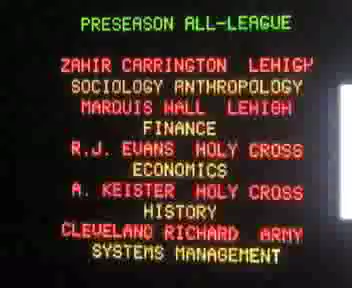 PRESEASON ALL-LEAGUE
ZAHIR CARRINGTON LEHIGH
SOCIOLOGY ANTHROPOLOGY
MARQUIS HALL LEHIGH
FINANCE
R.J. EVANS HOLY CROSS
ECONOMICS
A. KEISTER HOLY CROSS
HISTORY
CLEVELAND RICHARD ARMY
SYSTEMS MANAGEMENT